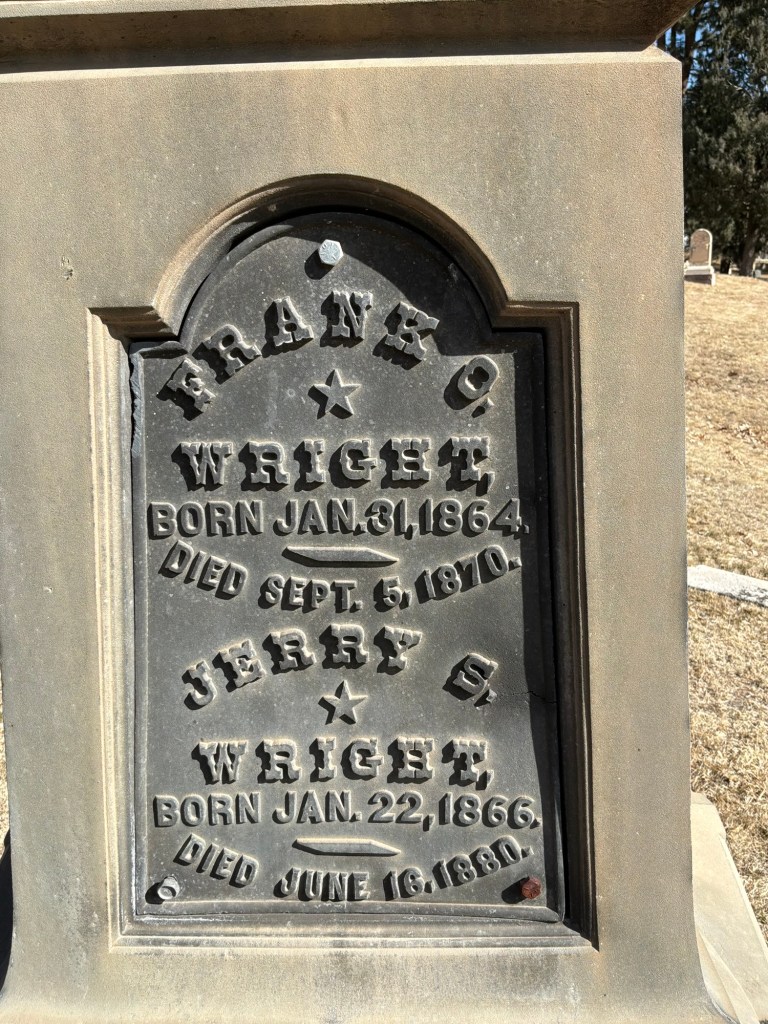 FRANK O.
WRIGHT,
BORN JAN. 31, 1864.
DIED SEPT. 5, 1870.
JERRY S.
WRIGHT,
BORN JAN. 22, 1866.
DIED JUNE 16, 1880.